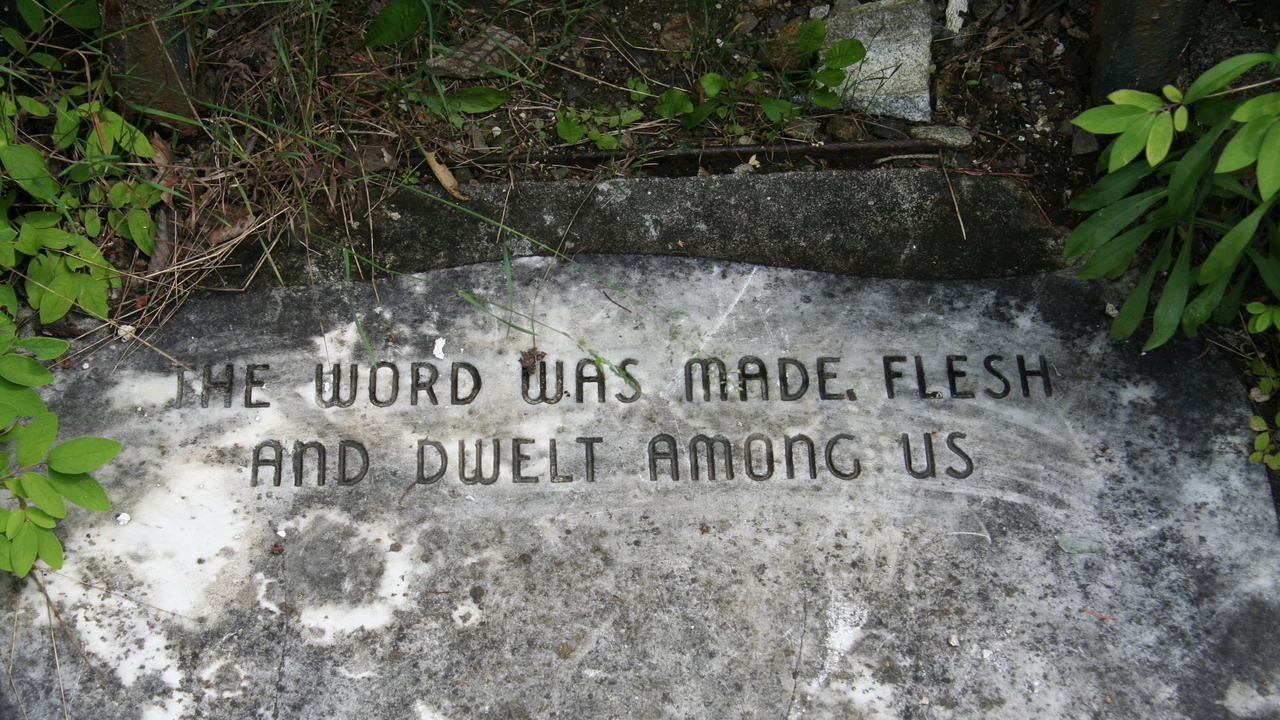 THE WORD WAS MADE FLESH
AND DWELT AMONG US